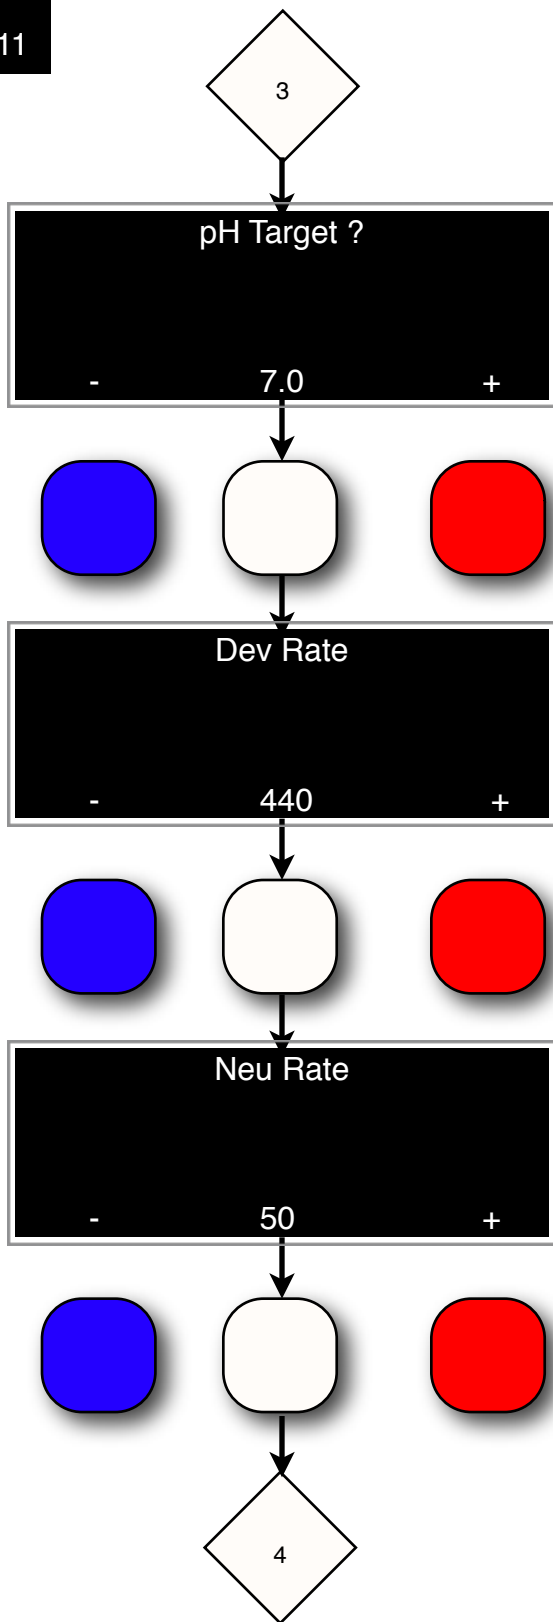 11
3
pH Target ?
- 7.0 +
Dev Rate
- 440 +
Neu Rate
- 50 +
4